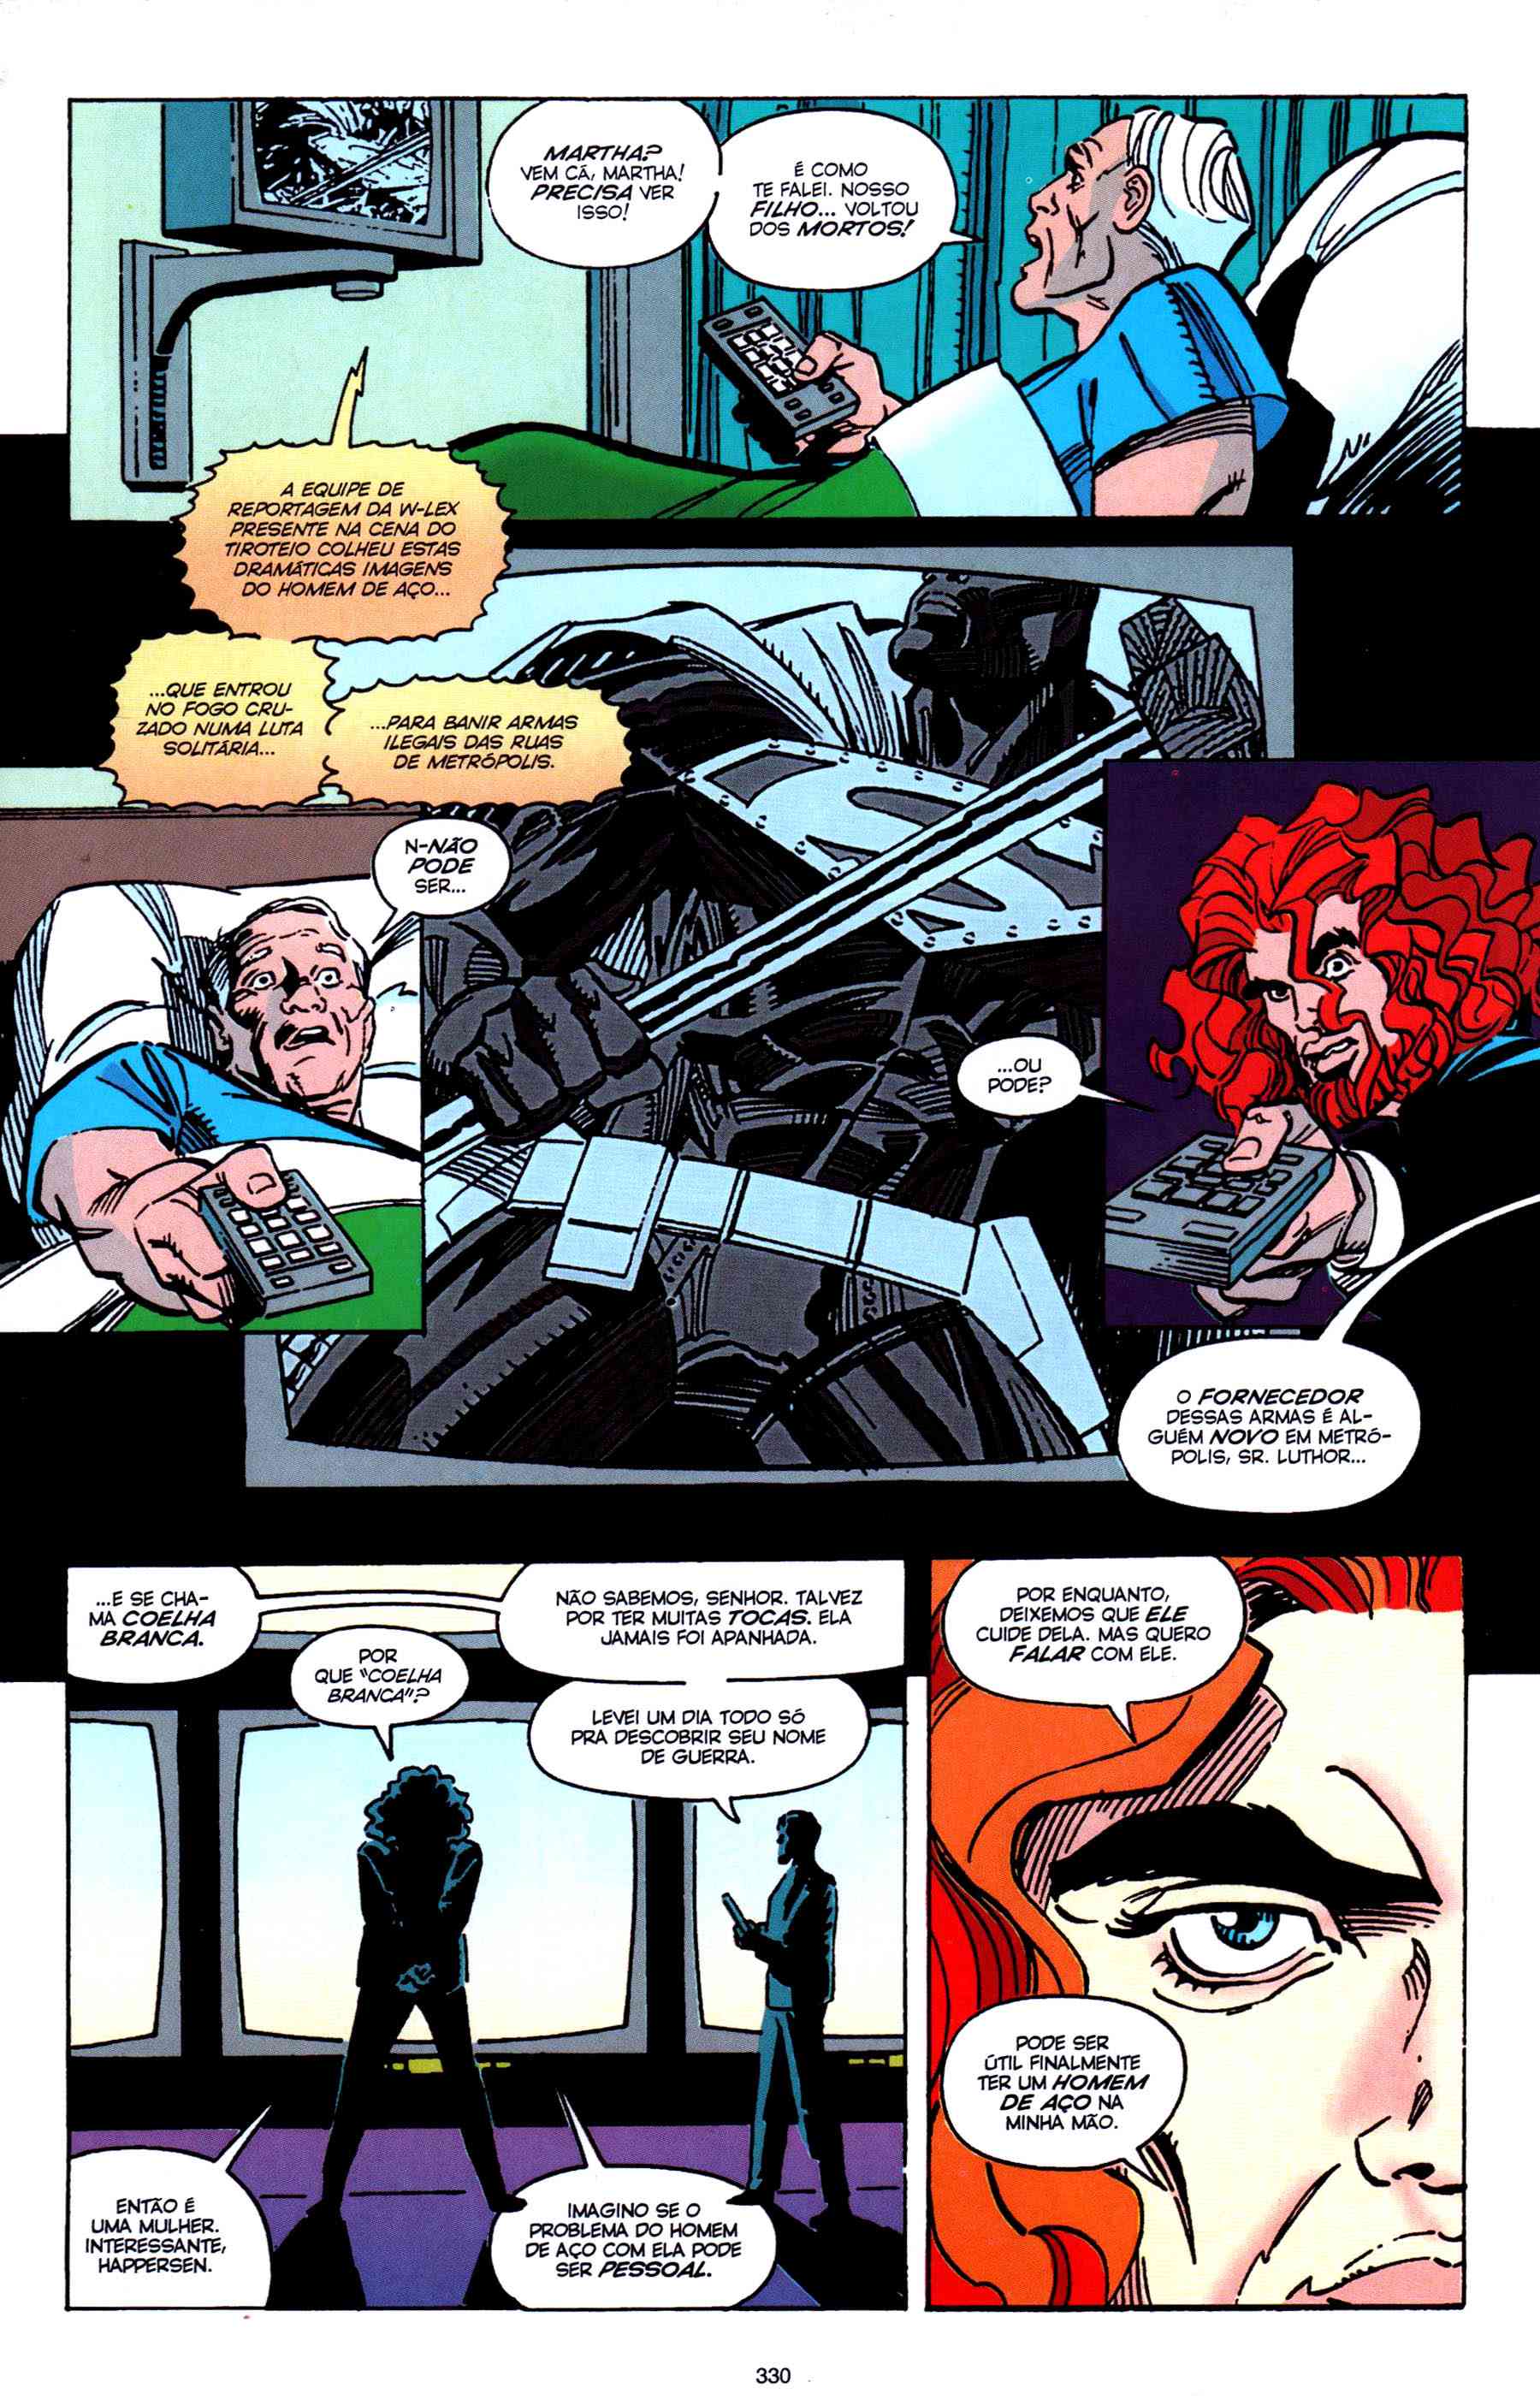 MARTHA?
VEM CÁ, MARTHA!
PRECISA VER
ISSO!
É COMO
TE FALEI. NOSSO
FILHO... VOLTOU
DOS MORTOS!
A EQUIPE DE
REPORTAGEM DA W-LEX
PRESENTE NA CENA DO
TIROTEIO COLHEU ESTAS
DRAMÁTICAS IMAGENS
DO HOMEM DE AÇO...
...QUE ENTROU
NO FOGO CRU-
ZADO NUMA LUTA
SOLITÁRIA...
...PARA BANIR ARMAS
ILEGAIS DAS RUAS
DE METRÓPOLIS.
N-NÃO
PODE
SER...
...OU
PODE?
O FORNECEDOR
DESSAS ARMAS É AL-
GUÉM NOVO EM METRÓ-
POLIS, SR. LUTHOR...
...E SE CHA-
MA COELHA
BRANCA.
POR
QUE "COELHA
BRANCA"?
NÃO SABEMOS, SENHOR. TALVEZ
POR TER MUITAS TOCAS. ELA
JAMAIS FOI APANHADA.
LEVEI UM DIA TODO SÓ
PRA DESCOBRIR SEU NOME
DE GUERRA.
ENTÃO É
UMA MULHER.
INTERESSANTE,
HAPPERSEN.
IMAGINO SE O
PROBLEMA DO HOMEM
DE AÇO COM ELA PODE
SER PESSOAL.
POR ENQUANTO,
DEIXEMOS QUE ELE
CUIDE DELA. MAS QUERO
FALAR COM ELE.
PODE SER
ÚTIL FINALMENTE
TER UM HOMEM
DE AÇO NA
MINHA MÃO.
330